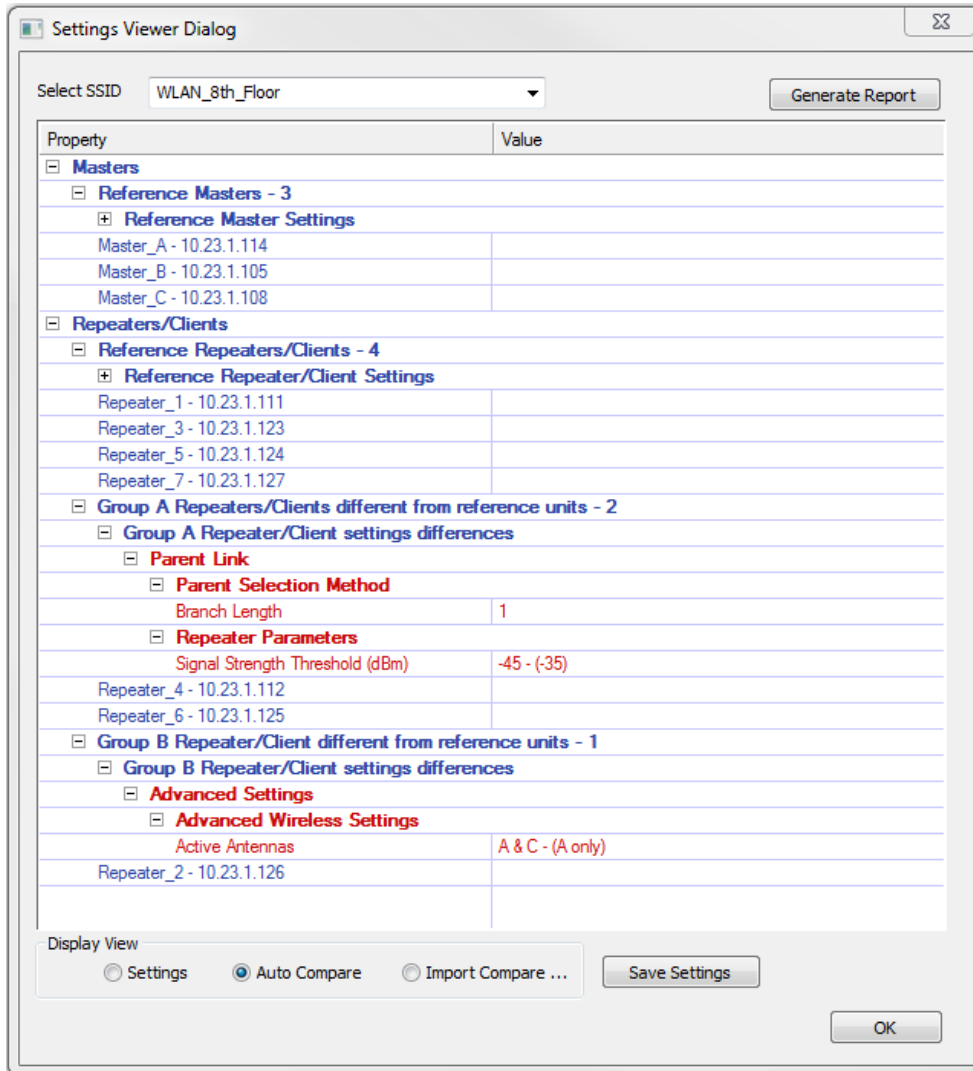 Settings Viewer Dialog
Select SSID WLAN_8th_Floor Generate Report
Property Value
Masters
Reference Masters - 3
Reference Master Settings
Master_A - 10.23.1.114
Master_B - 10.23.1.105
Master_C - 10.23.1.108
Repeaters/Clients
Reference Repeaters/Clients - 4
Reference Repeater/Client Settings
Repeater_1 - 10.23.1.111
Repeater_3 - 10.23.1.123
Repeater_5 - 10.23.1.124
Repeater_7 - 10.23.1.127
Group A Repeaters/Clients different from reference units - 2
Group A Repeater/Client settings differences
Parent Link
Parent Selection Method
Branch Length 1
Repeater Parameters
Signal Strength Threshold (dBm) -45 - (-35)
Repeater_4 - 10.23.1.112
Repeater_6 - 10.23.1.125
Group B Repeater/Client different from reference units - 1
Group B Repeater/Client settings differences
Advanced Settings
Advanced Wireless Settings
Active Antennas A & C - (A only)
Repeater_2 - 10.23.1.126
Display View
Settings Auto Compare Import Compare ... Save Settings
OK